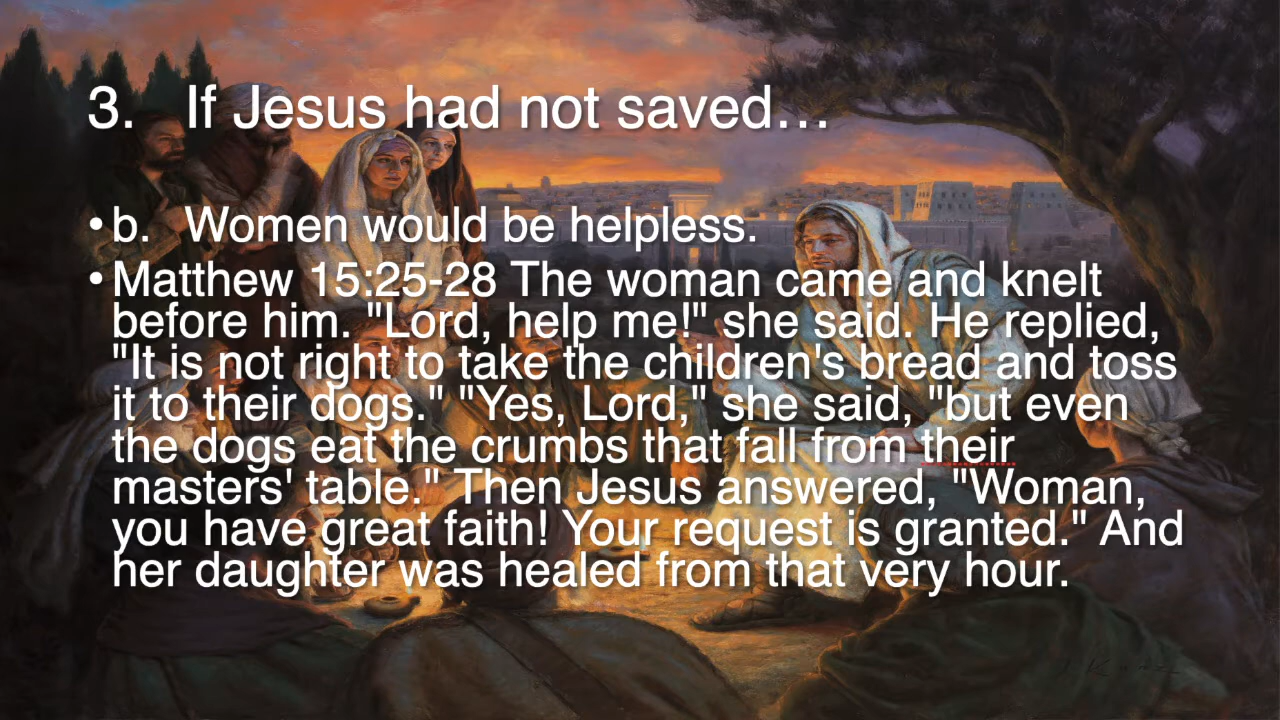 3. If Jesus had not saved…
• b. Women would be helpless.
• Matthew 15:25-28 The woman came and knelt
before him. "Lord, help me!" she said. He replied,
"It is not right to take the children's bread and toss
it to their dogs." "Yes, Lord," she said, "but even
the dogs eat the crumbs that fall from their
masters' table." Then Jesus answered, "Woman,
you have great faith! Your request is granted." And
her daughter was healed from that very hour.